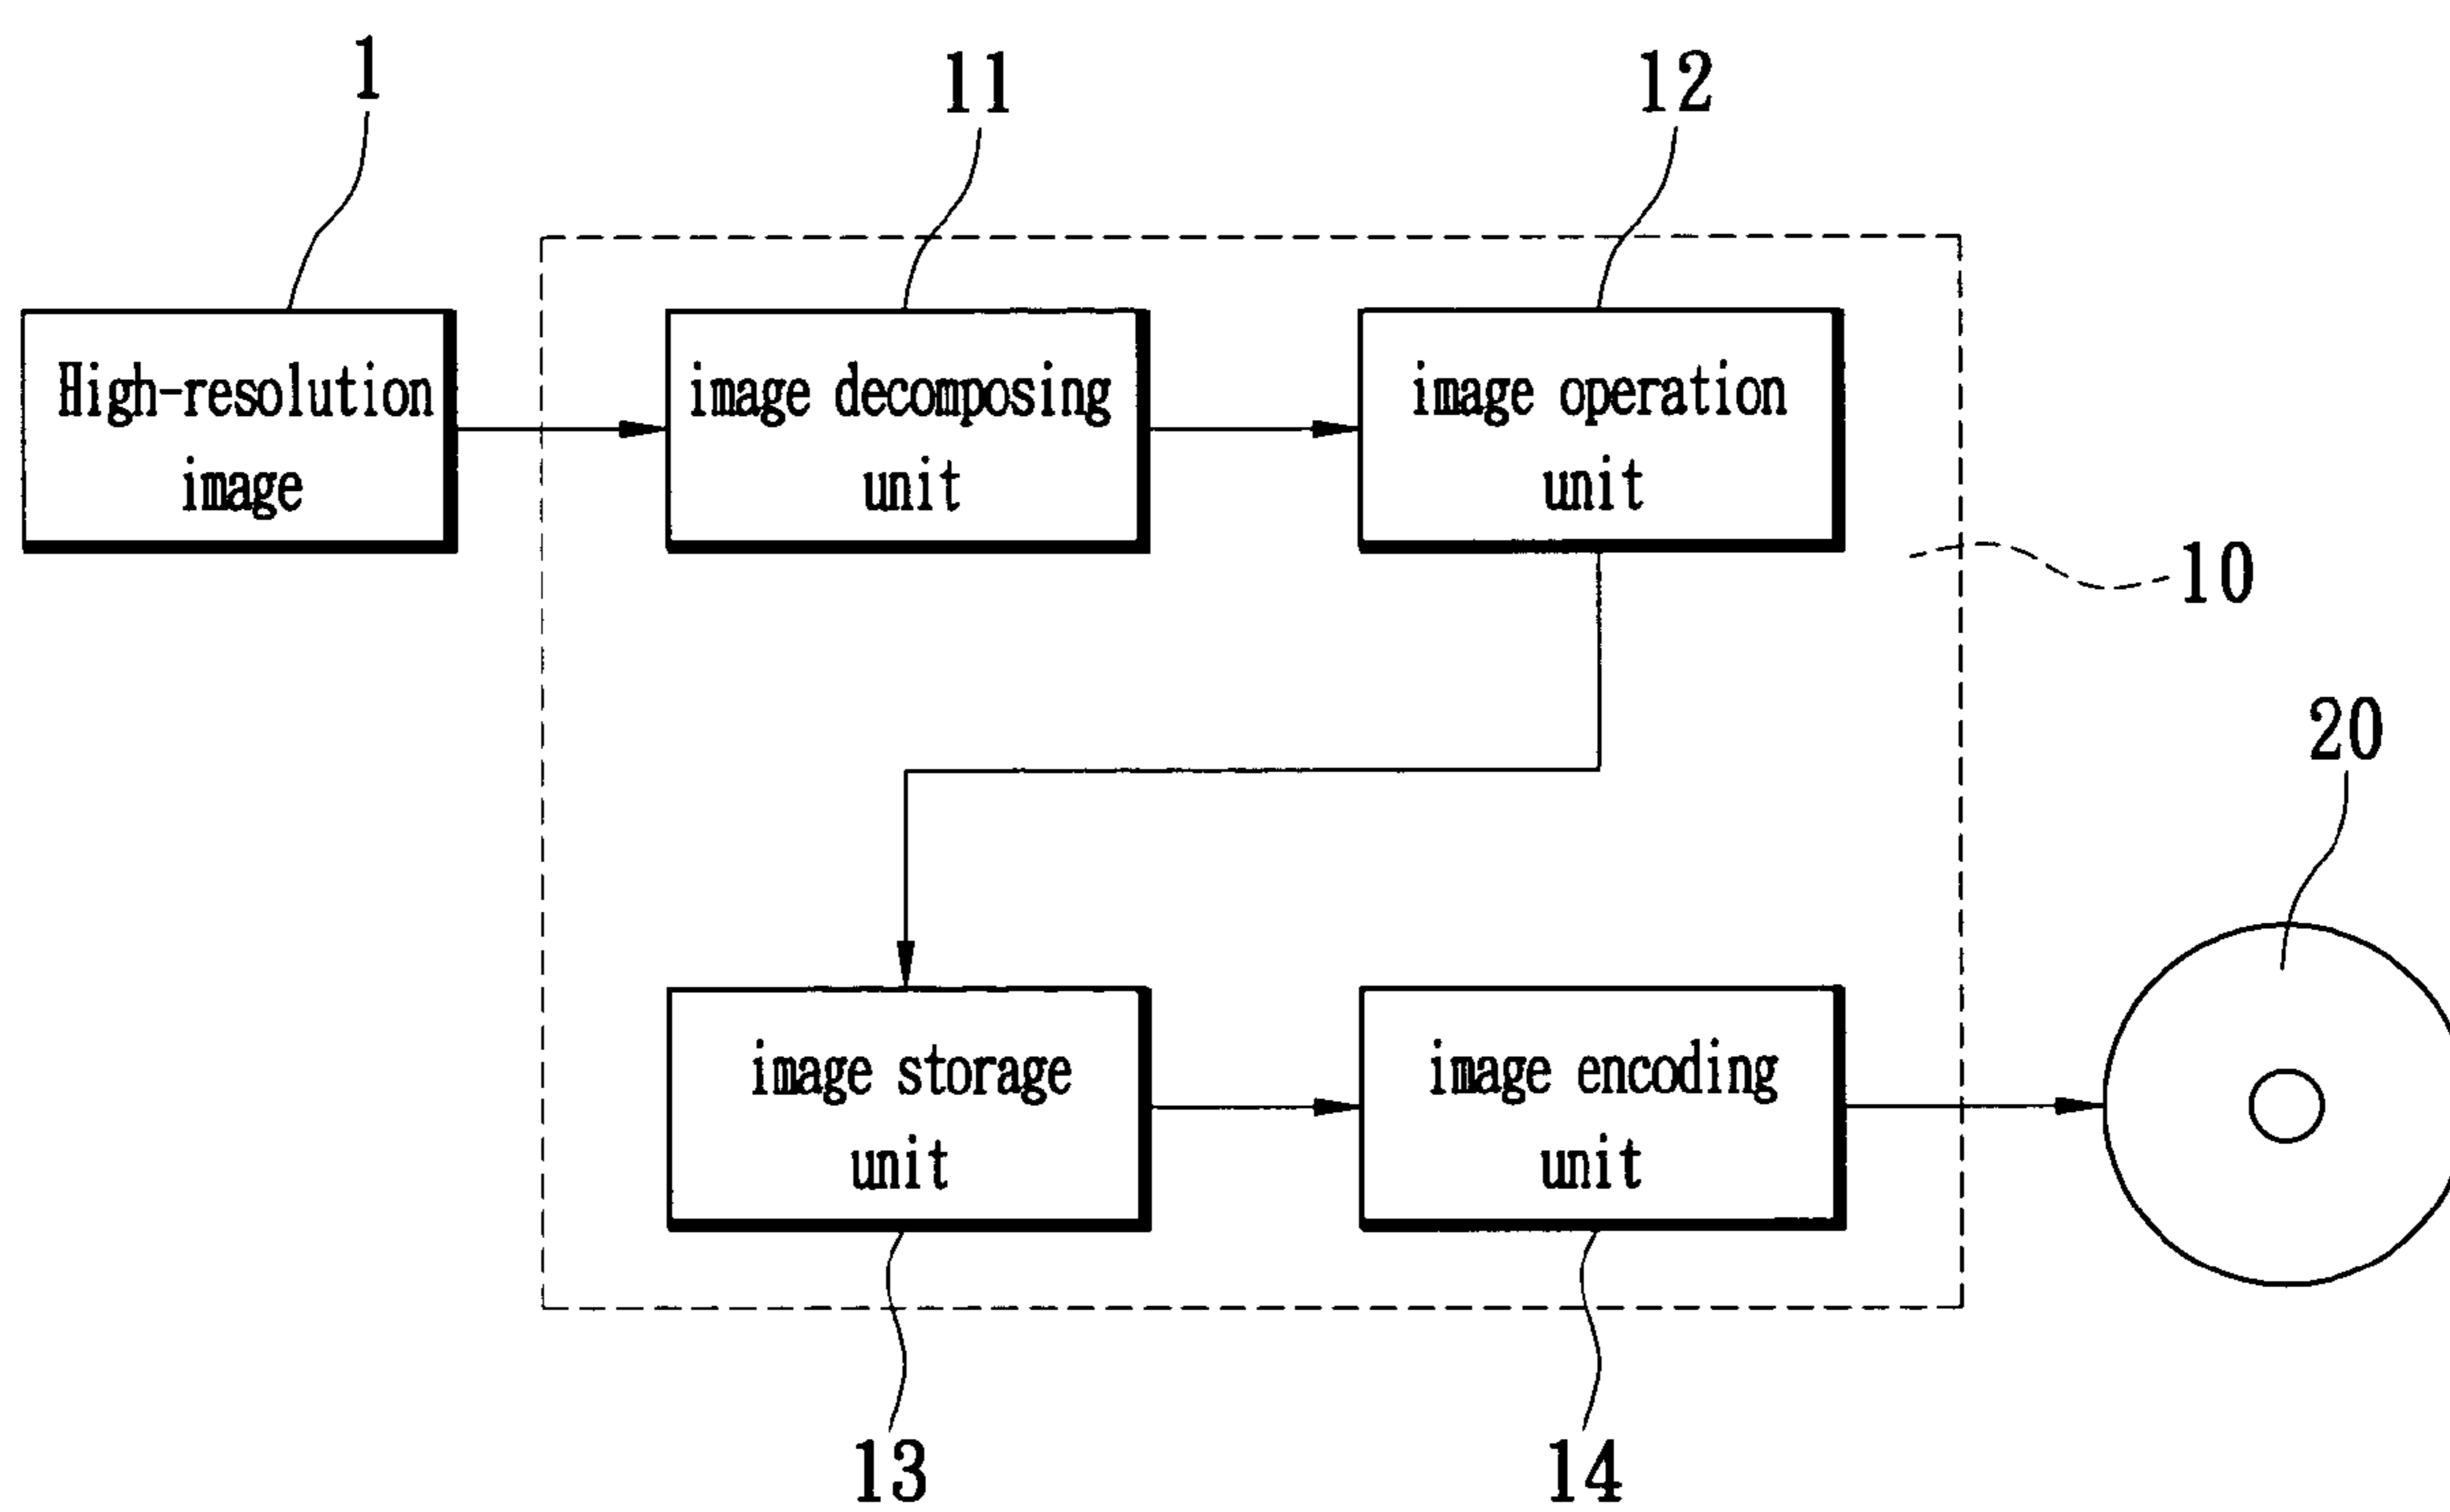 1
11
12
High-resolution
image
image decomposing
unit
image operation
unit
10
20
image storage
unit
image encoding
unit
13
14